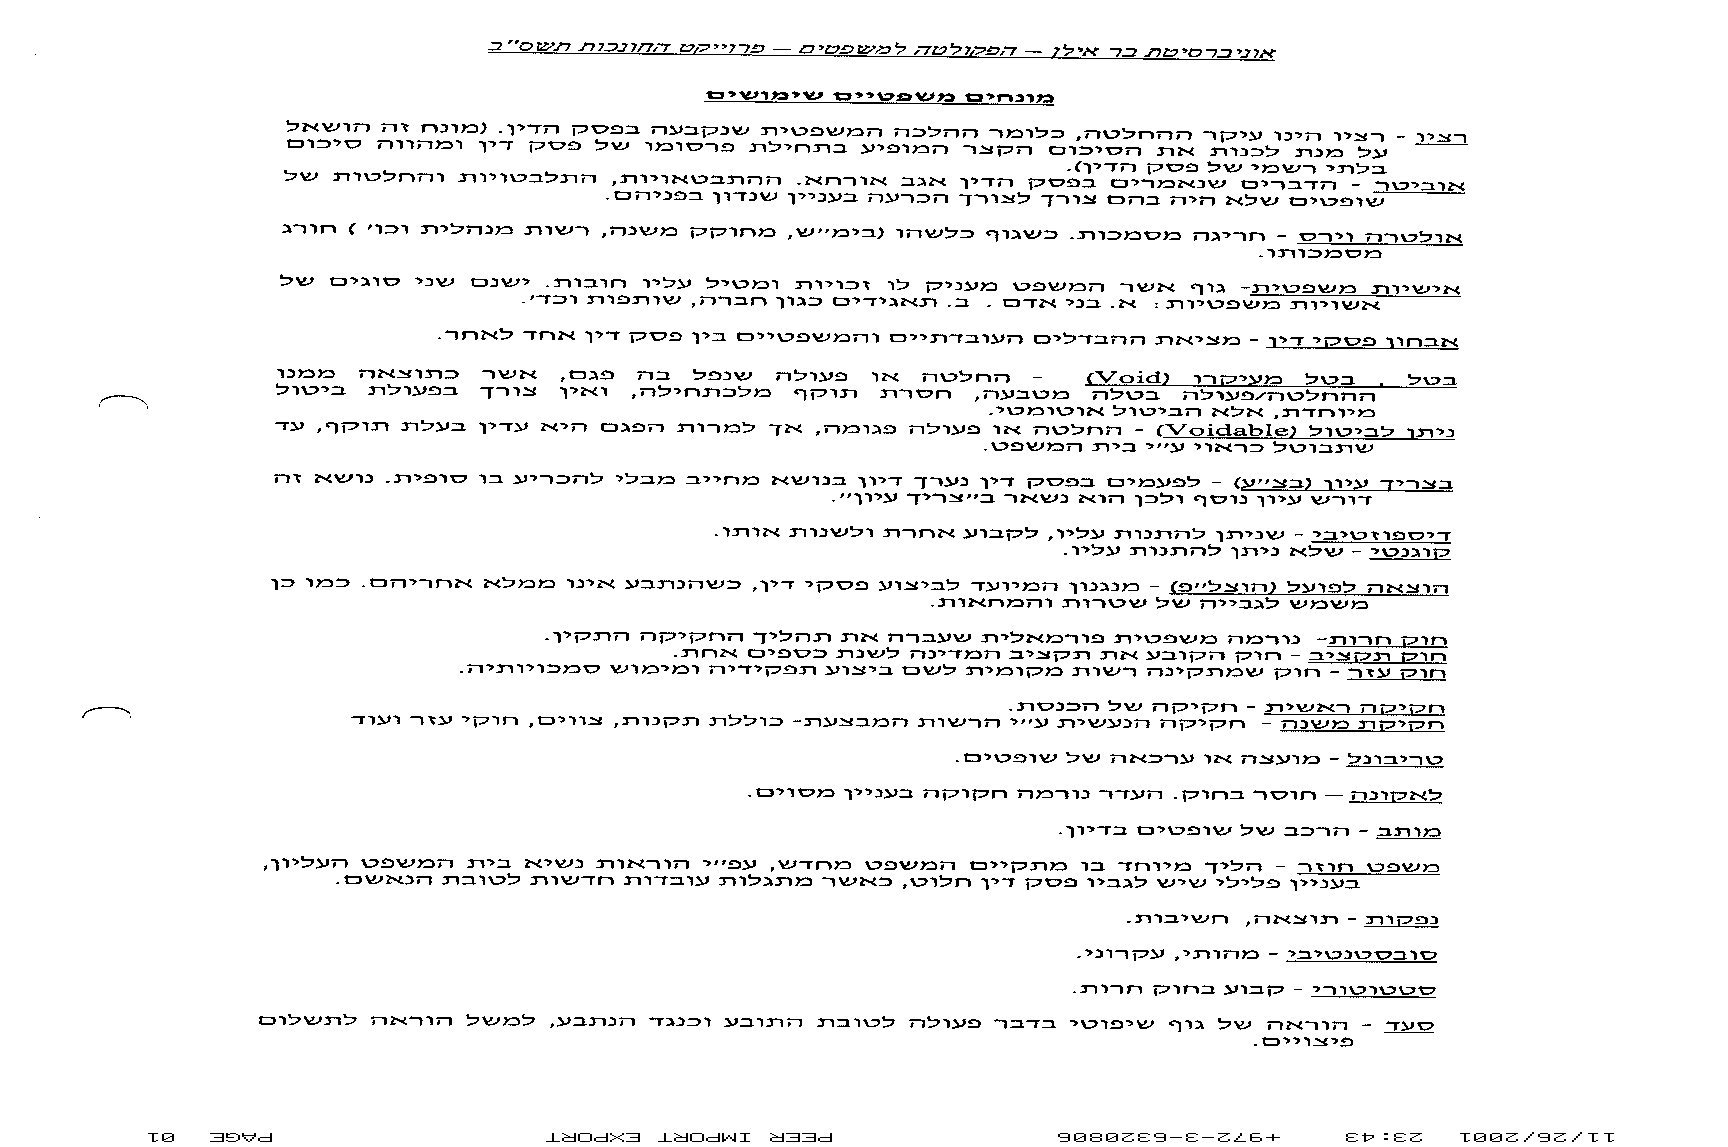 אוניברסיטת בר אילן – הפקולטה למשפטים – פרוייקט החונכות תשס"ב
מונחים משפטיים שימושים
רציו - רציו הינו עיקר ההחלטה, כלומר ההלכה המשפטית שנקבעה בפסק הדין. (מונח זה הושאל
על מנת לכנות את הסיכום הקצר המופיע בתחילת פרסומו של פסק דין ומהווה סיכום
בלתי רשמי של פסק הדין).
אוביטר - הדברים שנאמרים בפסק הדין אגב אורחא. ההתבטאויות, התלבטויות והחלטות של
שופטים שלא היה בהם צורך לצורך הכרעה בעניין שנדון בפניהם.
אולטרה וירס - חריגה מסמכות. כשגוף כלשהו (בימ"ש, מחוקק משנה, רשות מנהלית וכו' ) חורג
מסמכותו.
אישיות משפטית- גוף אשר המשפט מעניק לו זכויות ומטיל עליו חובות. ישנם שני סוגים של
אשויות משפטיות: א. בני אדם . ב. תאגידים כגון חברה, שותפות וכד'.
אבחון פסקי דין - מציאת ההבדלים העובדתיים והמשפטיים בין פסק דין אחד לאחר.
בטל , בטל מעיקרו (Void) - החלטה או פעולה שנפל בה פגם, אשר כתוצאה ממנו
ההחלטה/פעולה בטלה מטבעה, חסרת תוקף מלכתחילה, ואין צורך בפעולת ביטול
מיוחדת, אלא הביטול אוטומטי.
ניתן לביטול (Voidable) - החלטה או פעולה פגומה, אך למרות הפגם היא עדין בעלת תוקף, עד
שתבוטל כראוי ע"י בית המשפט.
בצריך עיון (בצ"ע) - לפעמים בפסק דין נערך דיון בנושא מחייב מבלי להכריע בו סופית. נושא זה
דורש עיון נוסף ולכן הוא נשאר ב"צריך עיון".
דיספוזטיבי - שניתן להתנות עליו, לקבוע אחרת ולשנות אותו.
קוגנטי - שלא ניתן להתנות עליו.
הוצאה לפועל (הוצל"פ) - מנגנון המיועד לביצוע פסקי דין, כשהנתבע אינו ממלא אחריהם. כמו כן
משמש לגבייה של שטרות והמחאות.
חוק חרות- נורמה משפטית פורמאלית שעברה את תהליך החקיקה התקין.
חוק תקציב - חוק הקובע את תקציב המדינה לשנת כספים אחת.
חוק עזר - חוק שמתקינה רשות מקומית לשם ביצוע תפקידיה ומימוש סמכויותיה.
חקיקה ראשית - חקיקה של הכנסת.
חקיקת משנה - חקיקה הנעשית ע"י הרשות המבצעת- כוללת תקנות, צווים, חוקי עזר ועוד
טריבונל - מועצה או ערכאה של שופטים.
לאקונה – חוסר בחוק. העדר נורמה חקוקה בעניין מסוים.
מותב - הרכב של שופטים בדיון.
משפט חוזר - הליך מיוחד בו מתקיים המשפט מחדש, עפ"י הוראות נשיא בית המשפט העליון,
בעניין פלילי שיש לגביו פסק דין חלוט, כאשר מתגלות עובדות חדשות לטובת הנאשם.
נפקות - תוצאה, חשיבות.
סובסטנטיבי - מהותי, עקרוני.
סטטוטורי - קבוע בחוק חרות.
סעד - הוראה של גוף שיפוטי בדבר פעולה לטובת התובע וכנגד הנתבע, למשל הוראה לתשלום
פיצויים.
11/26/2001 23:43 +972-3-6320806 PEER IMPORT EXPORT PAGE 01